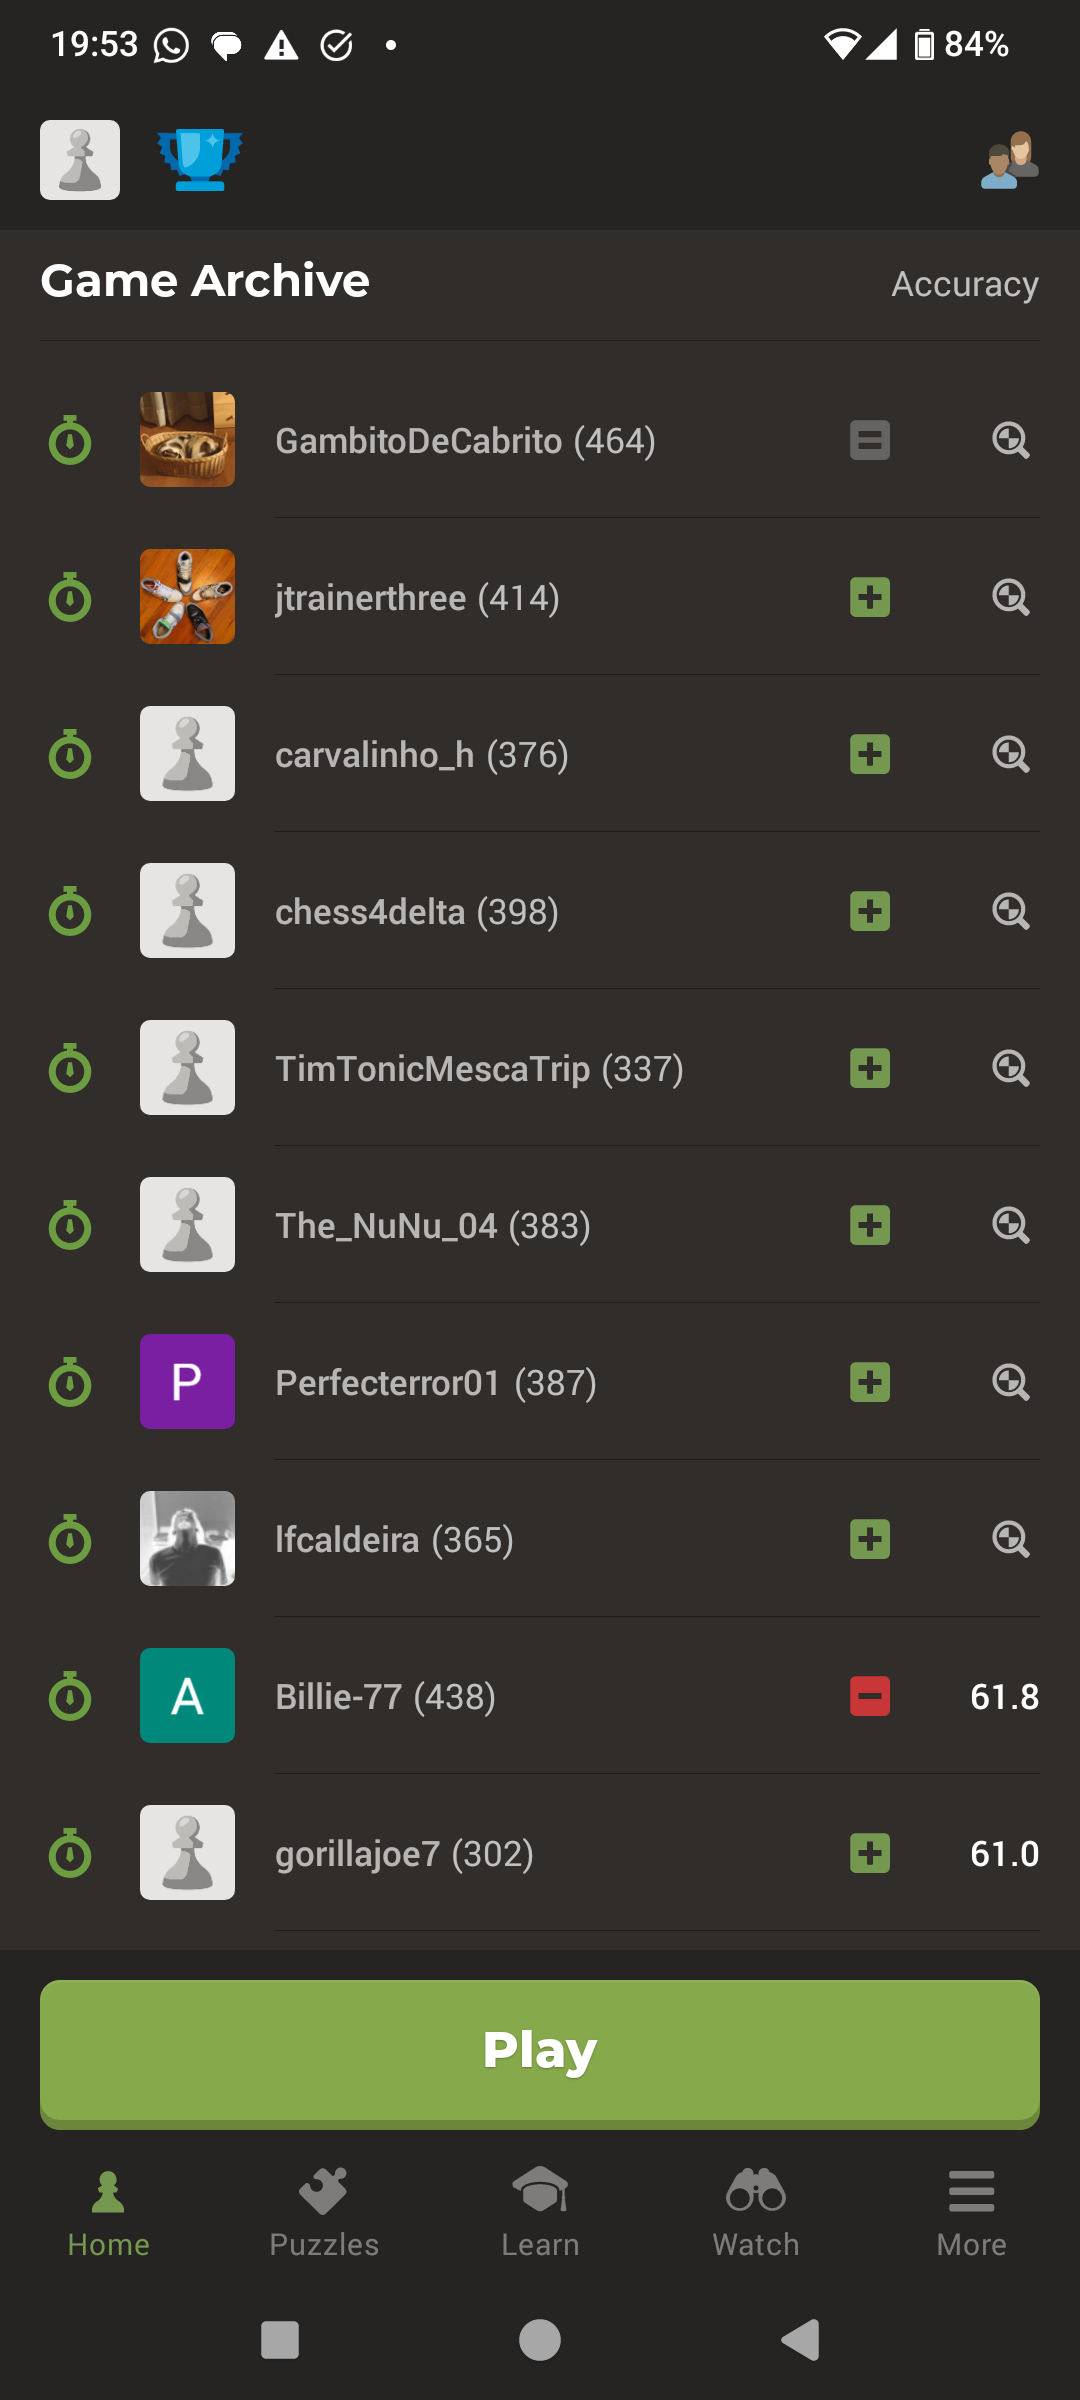 19:53 84%
Game Archive Accuracy
GambitoDeCabrito (464)
jtrainerthree (414)
carvalinho_h (376)
chess4delta (398)
TimTonicMescaTrip (337)
The_NuNu_04 (383)
P Perfecterror01 (387)
lfcaldeira (365)
A Billie-77 (438) 61.8
gorillajoe7 (302) 61.0
Play
Home Puzzles Learn Watch More